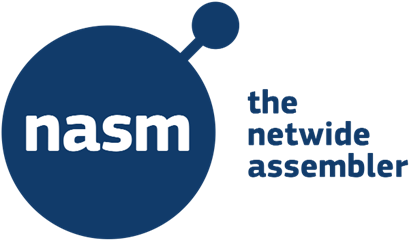 nasm
the
netwide
assembler